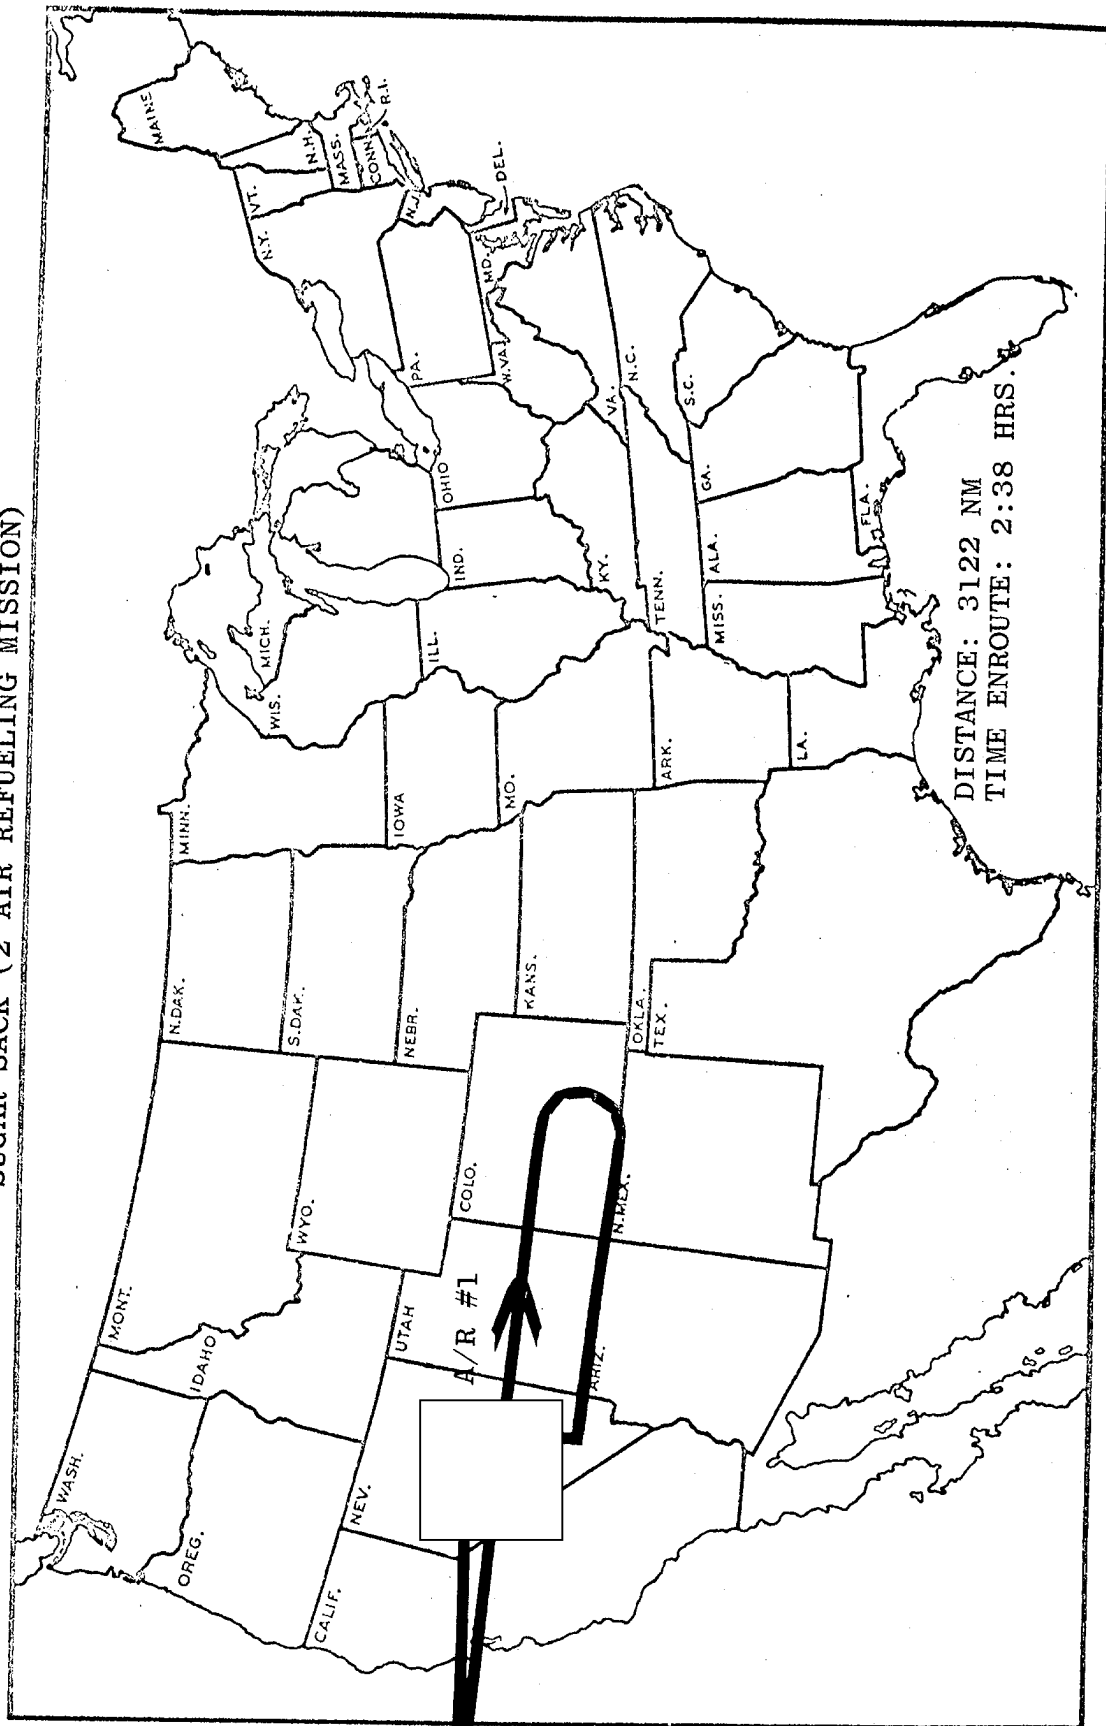 SUGAR SACK (2 AIR REFUELING MISSION)
WASH.
MONT.
N.DAK.
MINN.
OREG.
IDAHO
WYO.
S.DAK.
WIS.
MICH.
N.Y.
VT.
MAINE
N.H.
MASS.
CONN.
R.I.
CALIF.
NEV.
UTAH
COLO.
NEBR.
IOWA
ILL.
IND.
OHIO
PA.
N.J.
A/R #1
KANS.
MO.
KY.
W.VA.
MD.
DEL.
VA.
ARIZ.
N.MEX.
OKLA.
TEX.
ARK.
TENN.
N.C.
S.C.
MISS.
ALA.
GA.
LA.
FLA.
DISTANCE: 3122 NM
TIME ENROUTE: 2:38 HRS.